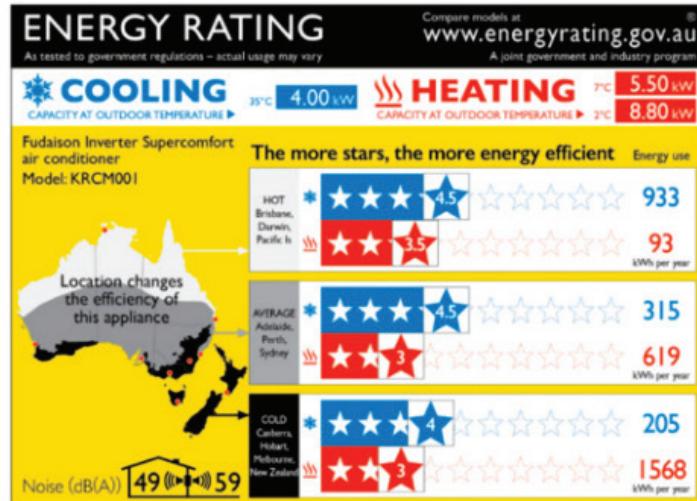 ENERGY RATING
As tested to government regulations – actual usage may vary
Compare models at
www.energyrating.gov.au
®
A joint government and industry program
COOLING
CAPACITY AT OUTDOOR TEMPERATURE
35°C 4.00 kW
HEATING
CAPACITY AT OUTDOOR TEMPERATURE
7°C 5.50 kW
2°C 8.80 kW
Fudaison Inverter Supercomfort
air conditioner
Model: KRCM001
The more stars, the more energy efficient
Energy use
HOT
Brisbane,
Darwin,
Pacific Is
4.5
933
3.5
93
kWh per year
Location changes
the efficiency of
this appliance
AVERAGE
Adelaide,
Perth,
Sydney
4.5
315
3
619
kWh per year
COLD
Canberra,
Hobart,
Melbourne,
New Zealand
4
205
3
1568
kWh per year
Noise (dB(A)) 49 59